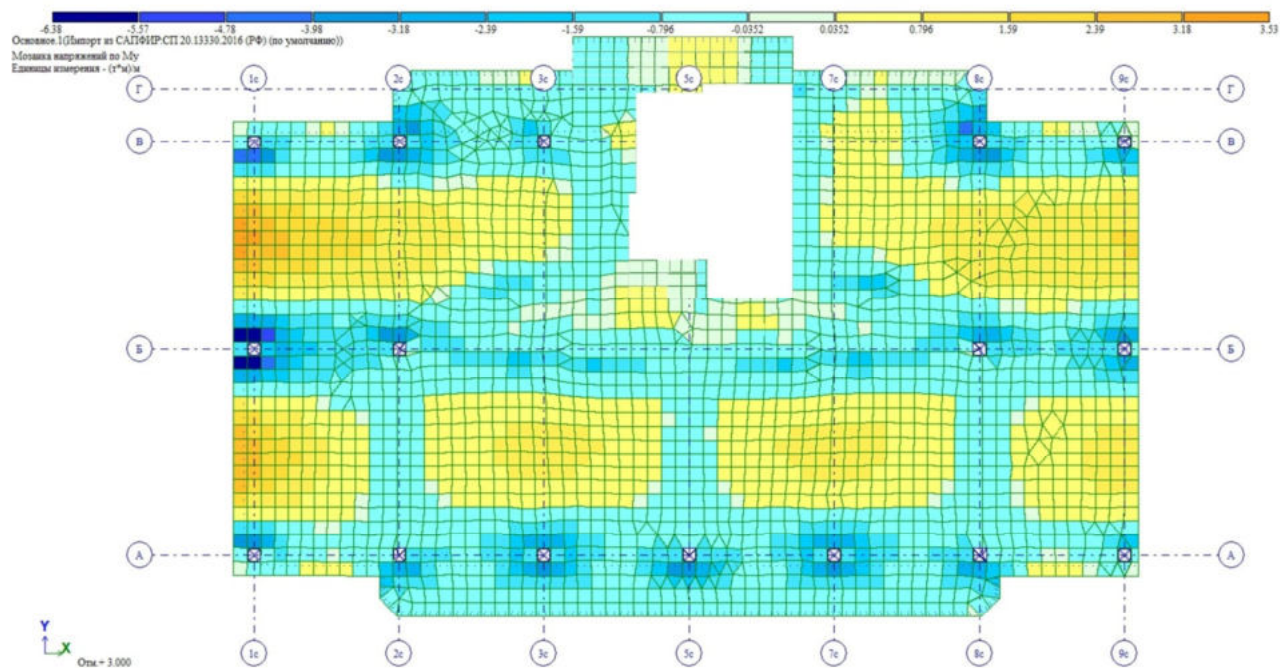 -6.38 -5.57 -4.78 -3.98 -3.18 -2.39 -1.59 -0.796 -0.0352 0.0352 0.796 1.59 2.39 3.18 3.53
Основное.1(Импорт из САПФИР:СП 20.13330.2016 (РФ) (по умолчанию))
Мозаика напряжений по My
Единицы измерения - (т*м)/м
1с 2с 3с 5с 7с 8с 9с
Г Г
В В
Б Б
А А
Y
X
1с 2с 3с 5с 7с 8с 9с
Отм.+ 3.000